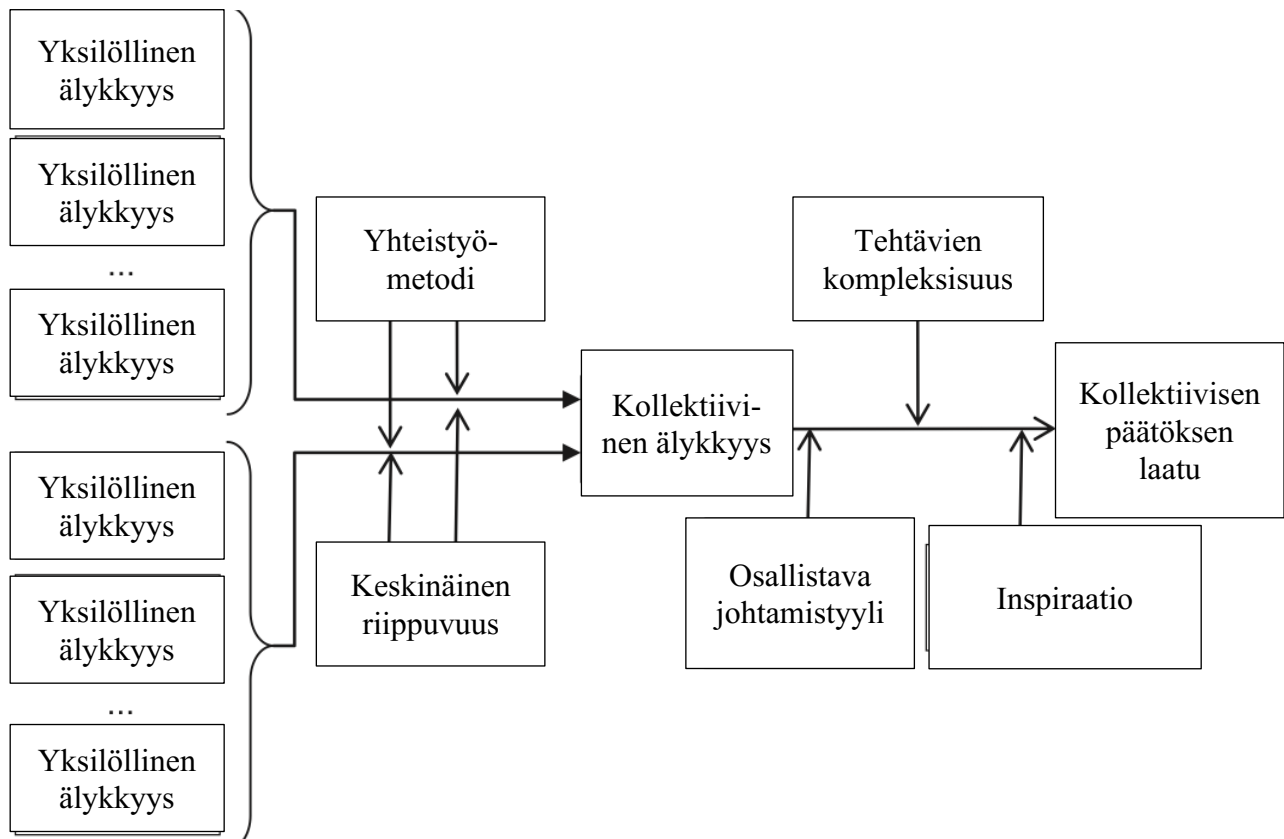 Yksilöllinen
älykkyys
Yksilöllinen
älykkyys
...
Yksilöllinen
älykkyys
Yksilöllinen
älykkyys
Yksilöllinen
älykkyys
...
Yksilöllinen
älykkyys
Yhteistyö-
metodi
Keskinäinen
riippuvuus
Kollektiivi-
nen älykkyys
Tehtävien
kompleksisuus
Osallistava
johtamistyyli
Inspiraatio
Kollektiivisen
päätöksen
laatu